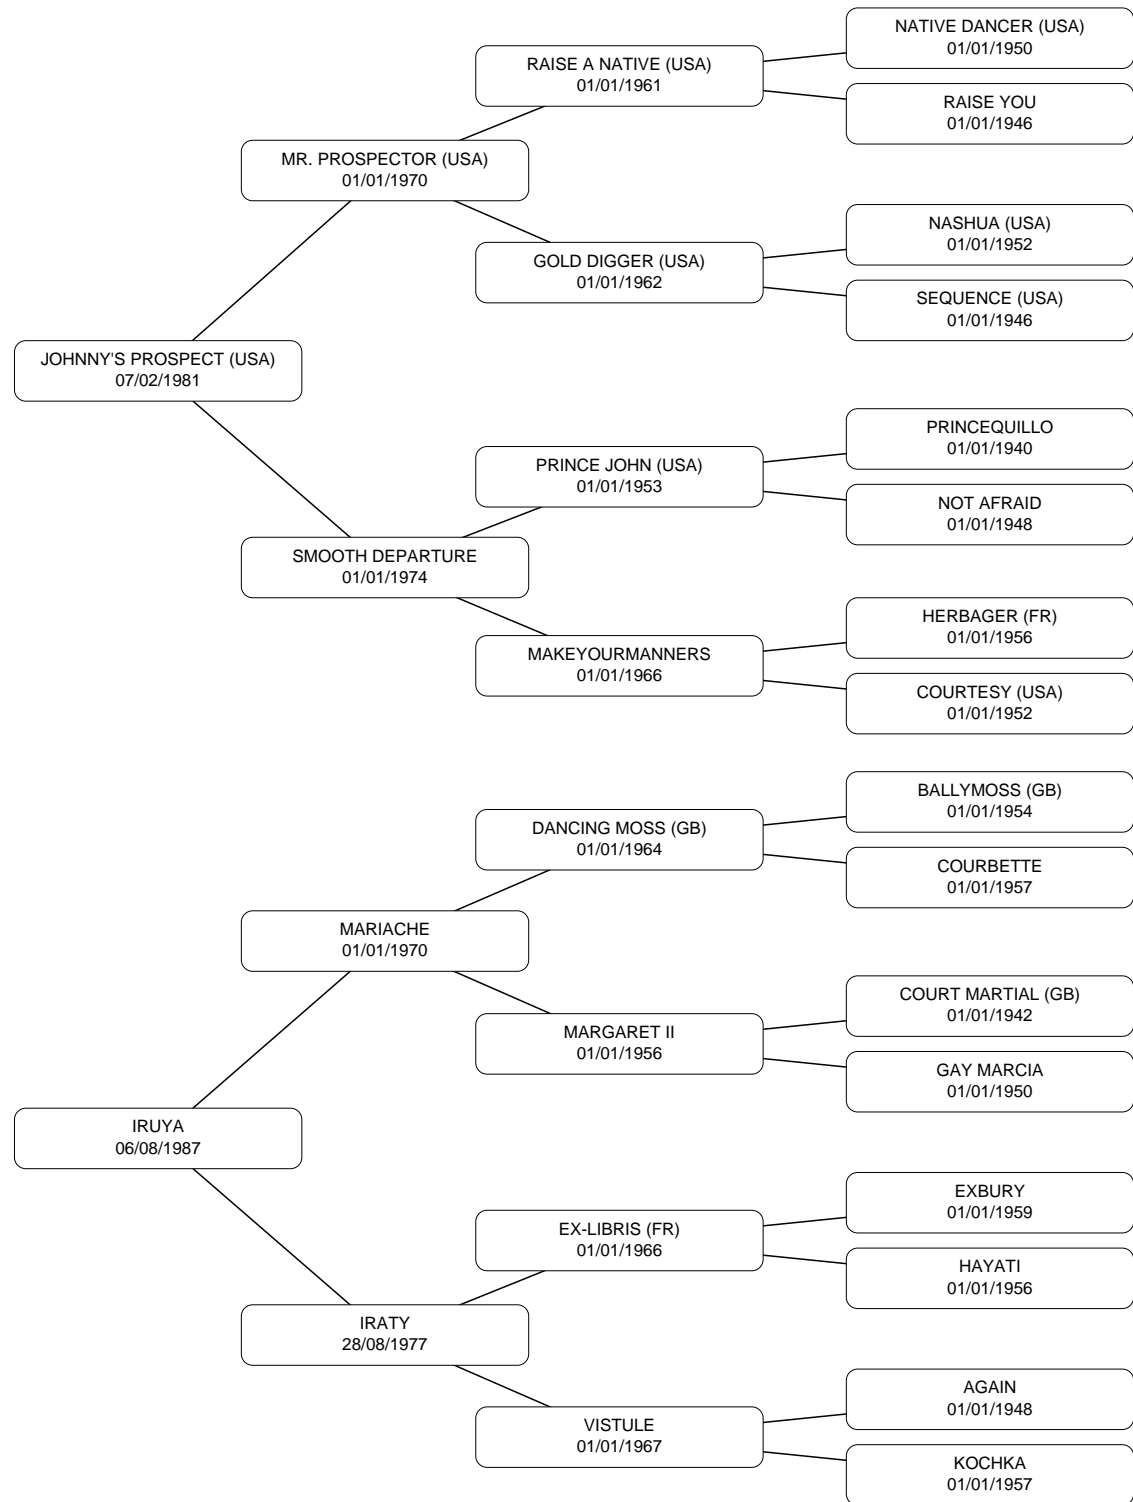 NATIVE DANCER (USA)
01/01/1950
RAISE A NATIVE (USA)
01/01/1961
RAISE YOU
01/01/1946
MR. PROSPECTOR (USA)
01/01/1970
NASHUA (USA)
01/01/1952
GOLD DIGGER (USA)
01/01/1962
SEQUENCE (USA)
01/01/1946
JOHNNY'S PROSPECT (USA)
07/02/1981
PRINCEQUILLO
01/01/1940
PRINCE JOHN (USA)
01/01/1953
NOT AFRAID
01/01/1948
SMOOTH DEPARTURE
01/01/1974
HERBAGER (FR)
01/01/1956
MAKEYOURMANNERS
01/01/1966
COURTESY (USA)
01/01/1952
BALLYMOSS (GB)
01/01/1954
DANCING MOSS (GB)
01/01/1964
COURBETTE
01/01/1957
MARIACHE
01/01/1970
COURT MARTIAL (GB)
01/01/1942
MARGARET II
01/01/1956
GAY MARCIA
01/01/1950
IRUYA
06/08/1987
EXBURY
01/01/1959
EX-LIBRIS (FR)
01/01/1966
HAYATI
01/01/1956
IRATY
28/08/1977
AGAIN
01/01/1948
VISTULE
01/01/1967
KOCHKA
01/01/1957